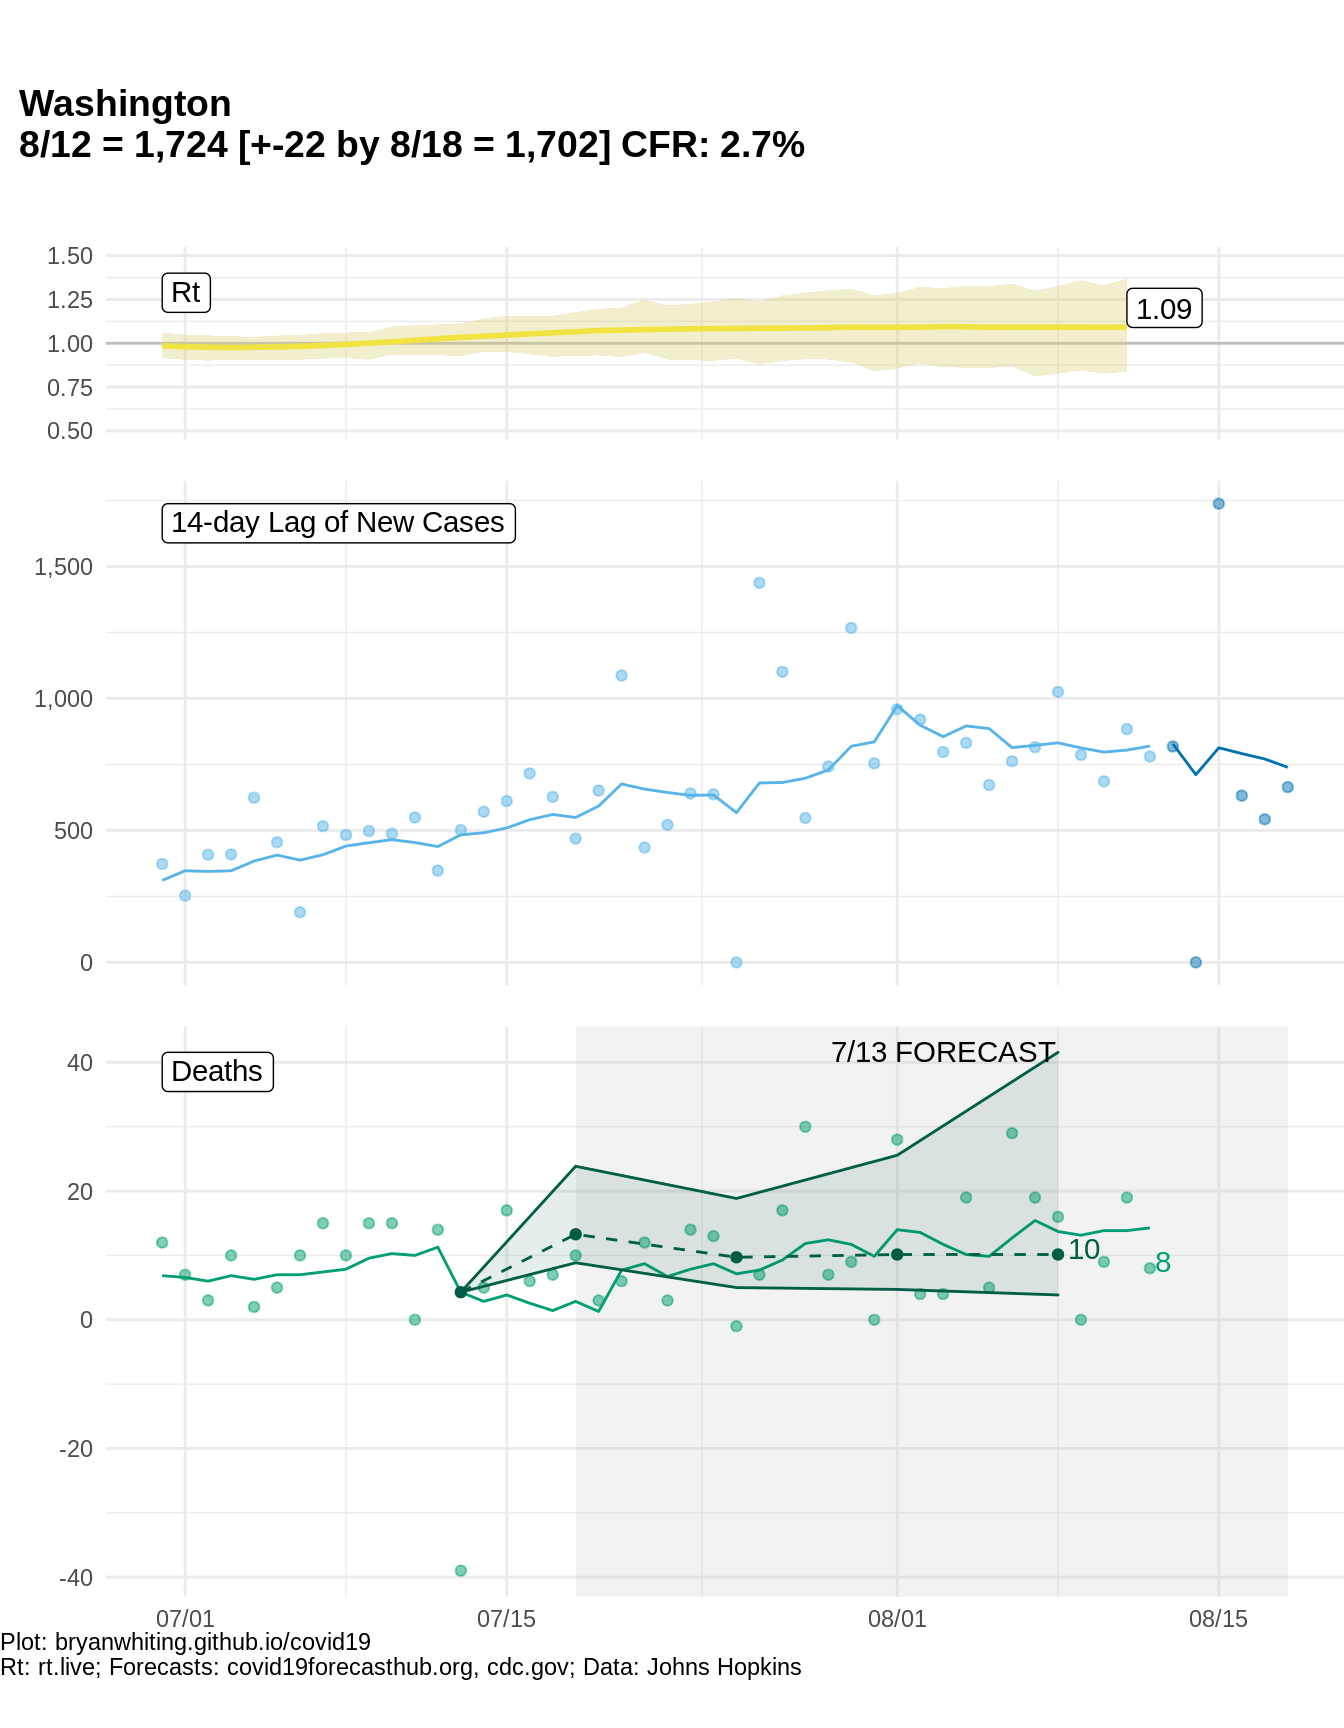 Washington
8/12 = 1,724 [+-22 by 8/18 = 1,702] CFR: 2.7%
1.50
1.25
1.00
0.75
0.50
Rt
1.09
14-day Lag of New Cases
1,500
1,000
500
0
Deaths
7/13 FORECAST
40
20
0
-20
-40
10
8
07/01
07/15
08/01
08/15
Plot: bryanwhiting.github.io/covid19
Rt: rt.live; Forecasts: covid19forecasthub.org, cdc.gov; Data: Johns Hopkins